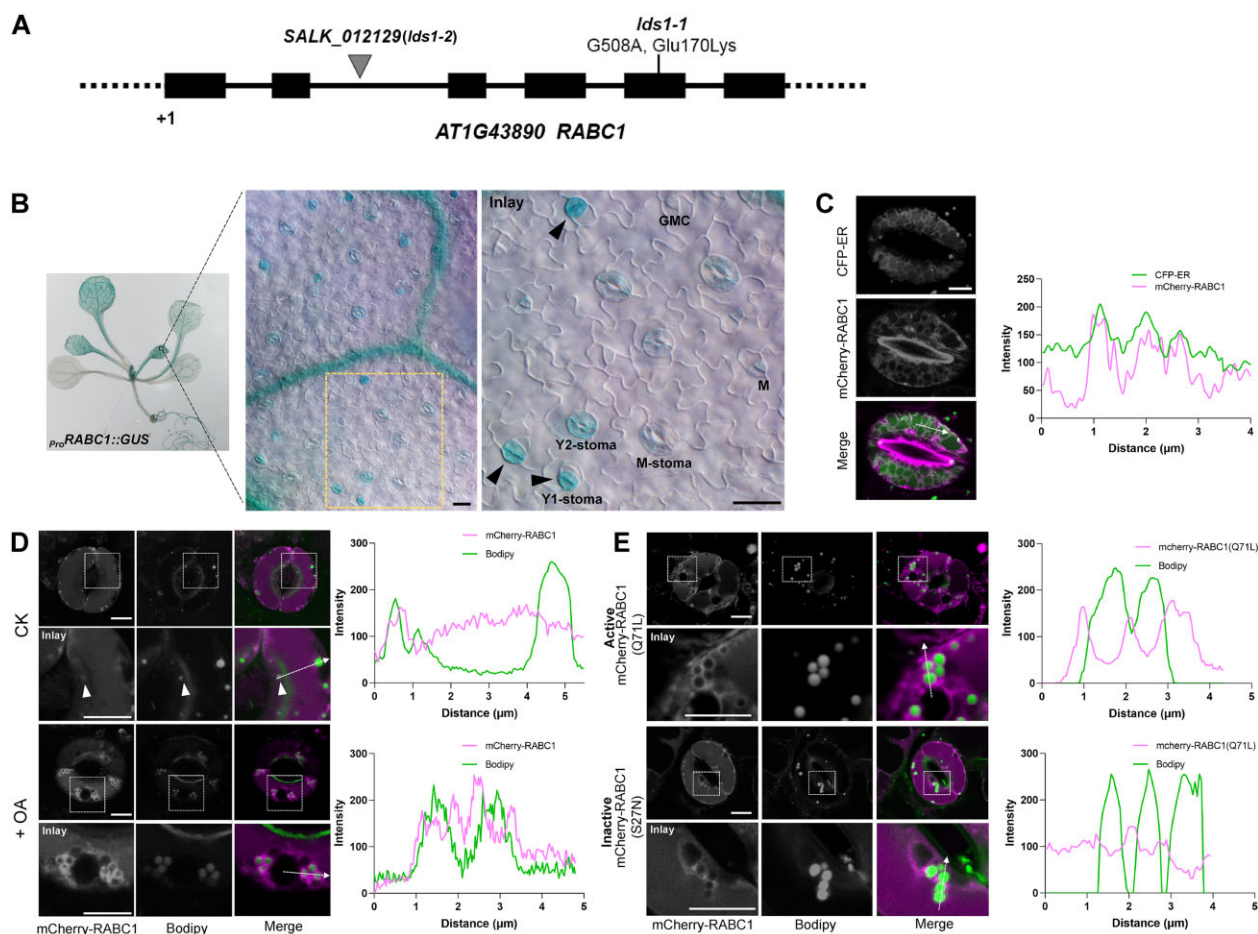 A
SALK_012129(lds1-2)
lds1-1
G508A, Glu170Lys
+1
AT1G43890 RABC1
B
ProRABC1::GUS
Inlay
GMC
M
Y2-stoma
M-stoma
Y1-stoma
C
CFP-ER
mCherry-RABC1
Merge
CFP-ER
mCherry-RABC1
Intensity
250
200
150
100
50
0
0 1 2 3 4
Distance (µm)
D
CK
Inlay
+ OA
Inlay
mCherry-RABC1
Bodipy
Merge
mCherry-RABC1
Bodipy
Intensity
300
200
100
0
0 1 2 3 4 5
Distance (µm)
mCherry-RABC1
Bodipy
Intensity
300
200
100
0
0 1 2 3 4 5
Distance (µm)
E
Active
mCherry-RABC1
(Q71L)
Inlay
Inactive
mCherry-RABC1
(S27N)
Inlay
mCherry-RABC1
Bodipy
Merge
mcherry-RABC1(Q71L)
Bodipy
Intensity
300
200
100
0
0 1 2 3 4 5
Distance (µm)
mcherry-RABC1(Q71L)
Bodipy
Intensity
300
200
100
0
0 1 2 3 4 5
Distance (µm)